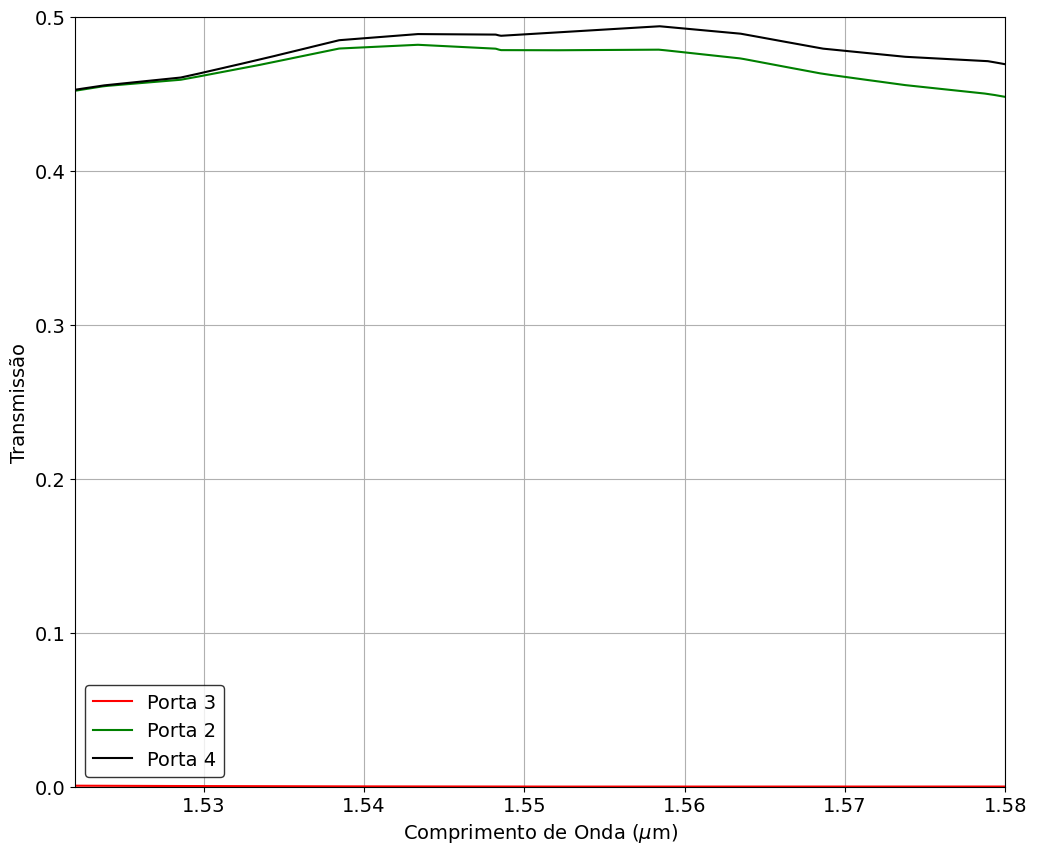 0.5
0.4
0.3
0.2
0.1
0.0
Transmissão
Porta 3
Porta 2
Porta 4
1.53 1.54 1.55 1.56 1.57 1.58
Comprimento de Onda (μm)